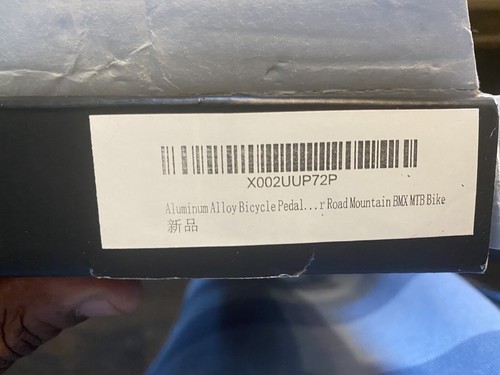 X002UUP72P
Aluminum Alloy Bicycle Pedal...r Road Mountain BMX MTB Bike
新品